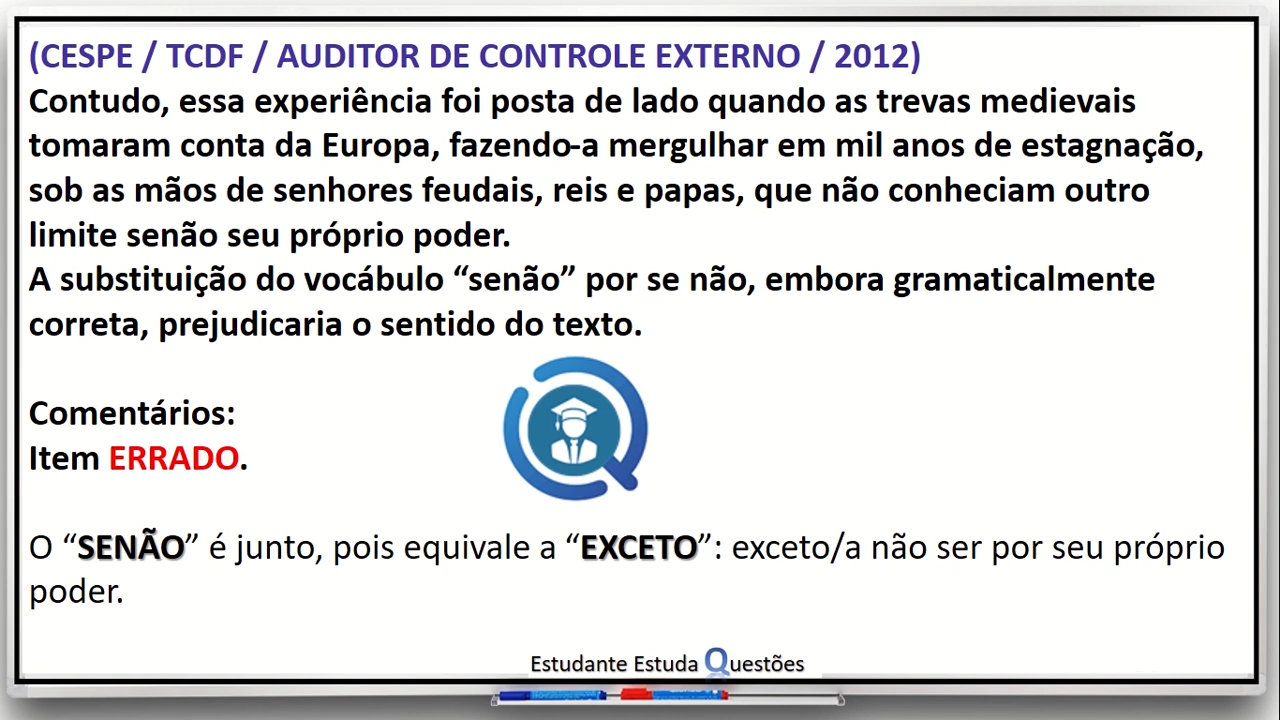 (CESPE / TCDF / AUDITOR DE CONTROLE EXTERNO / 2012)
Contudo, essa experiência foi posta de lado quando as trevas medievais
tomaram conta da Europa, fazendo-a mergulhar em mil anos de estagnação,
sob as mãos de senhores feudais, reis e papas, que não conheciam outro
limite senão seu próprio poder.
A substituição do vocábulo “senão” por se não, embora gramaticalmente
correta, prejudicaria o sentido do texto.
Comentários:
Item ERRADO.
O “SENÃO” é junto, pois equivale a “EXCETO”: exceto/a não ser por seu próprio
poder.
Estudante Estuda Questões